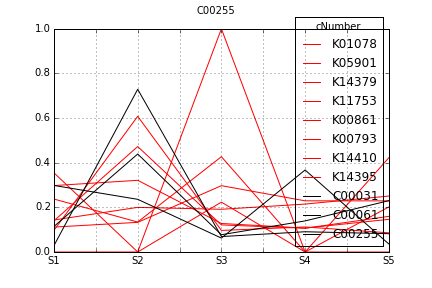 C00255
cNumber
K01078
K05901
K14379
K11753
K00861
K00793
K14410
K14395
C00031
C00061
C00255
1.0
0.8
0.6
0.4
0.2
0.0
S1 S2 S3 S4 S5